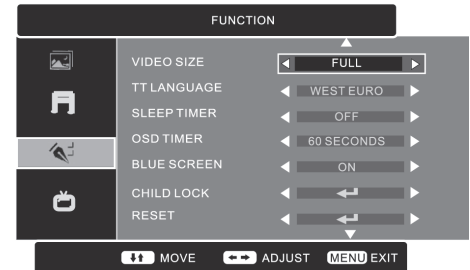 FUNCTION
VIDEO SIZE FULL
TT LANGUAGE WEST EURO
SLEEP TIMER OFF
OSD TIMER 60 SECONDS
BLUE SCREEN ON
CHILD LOCK
RESET
MOVE ADJUST MENU EXIT